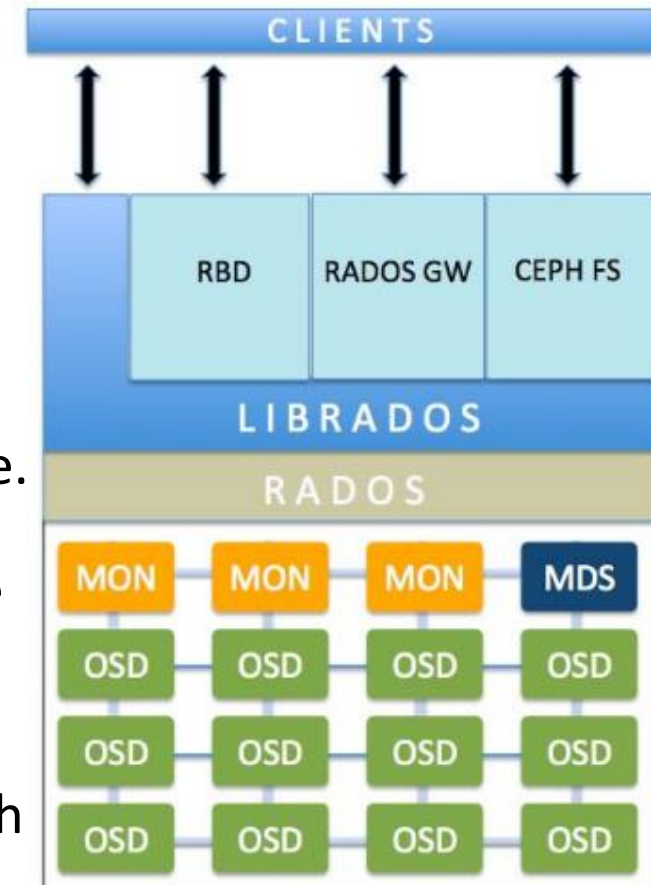 CLIENTS
RBD RADOS GW CEPH FS
LIBRADOS
e.
RADOS
MON MON MON MDS
OSD OSD OSD OSD
OSD OSD OSD OSD
h
OSD OSD OSD OSD